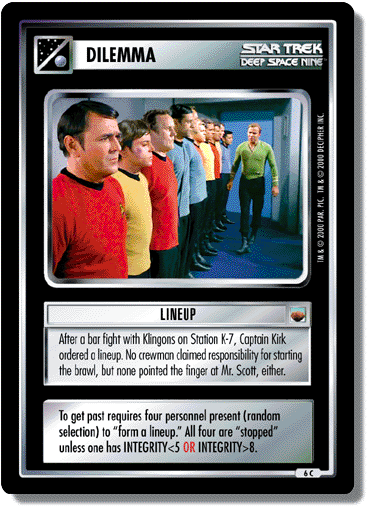 DILEMMA
STAR TREK
DEEP SPACE NINE™
TM & © 2000 PAR. PIC. TM & © 2000 DECIPHER INC.
LINEUP
After a bar fight with Klingons on Station K-7, Captain Kirk
ordered a lineup. No crewman claimed responsibility for starting
the brawl, but none pointed the finger at Mr. Scott, either.
To get past requires four personnel present (random
selection) to "form a lineup." All four are "stopped"
unless one has INTEGRITY<5 OR INTEGRITY>8.
6 C